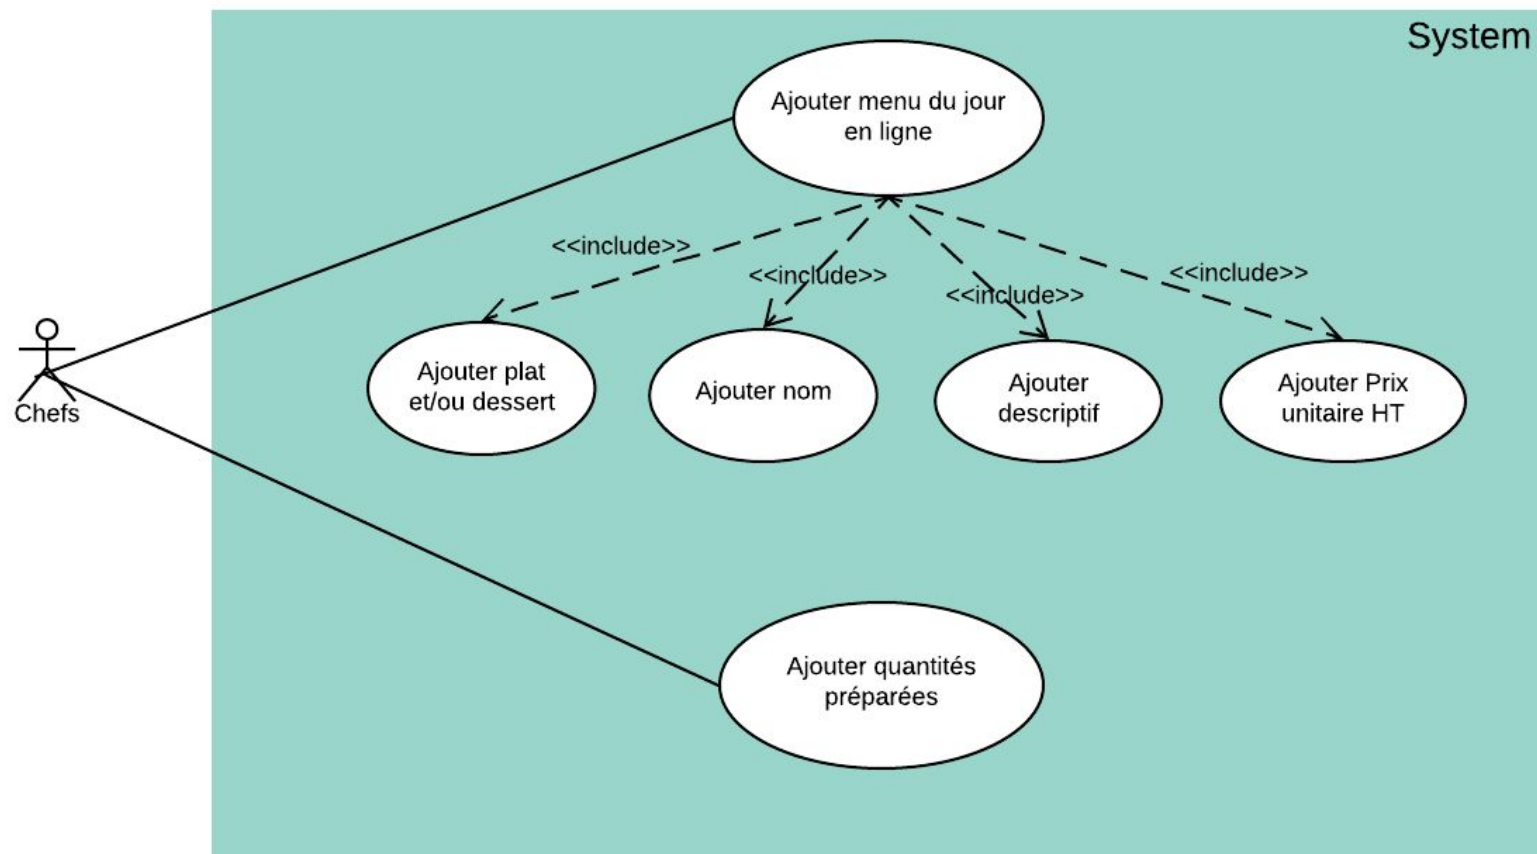 System
Ajouter menu du jour
en ligne
<<include>>
<<include>>
<<include>>
<<include>>
Ajouter plat
et/ou dessert
Ajouter nom
Ajouter
descriptif
Ajouter Prix
unitaire HT
Chefs
Ajouter quantités
préparées